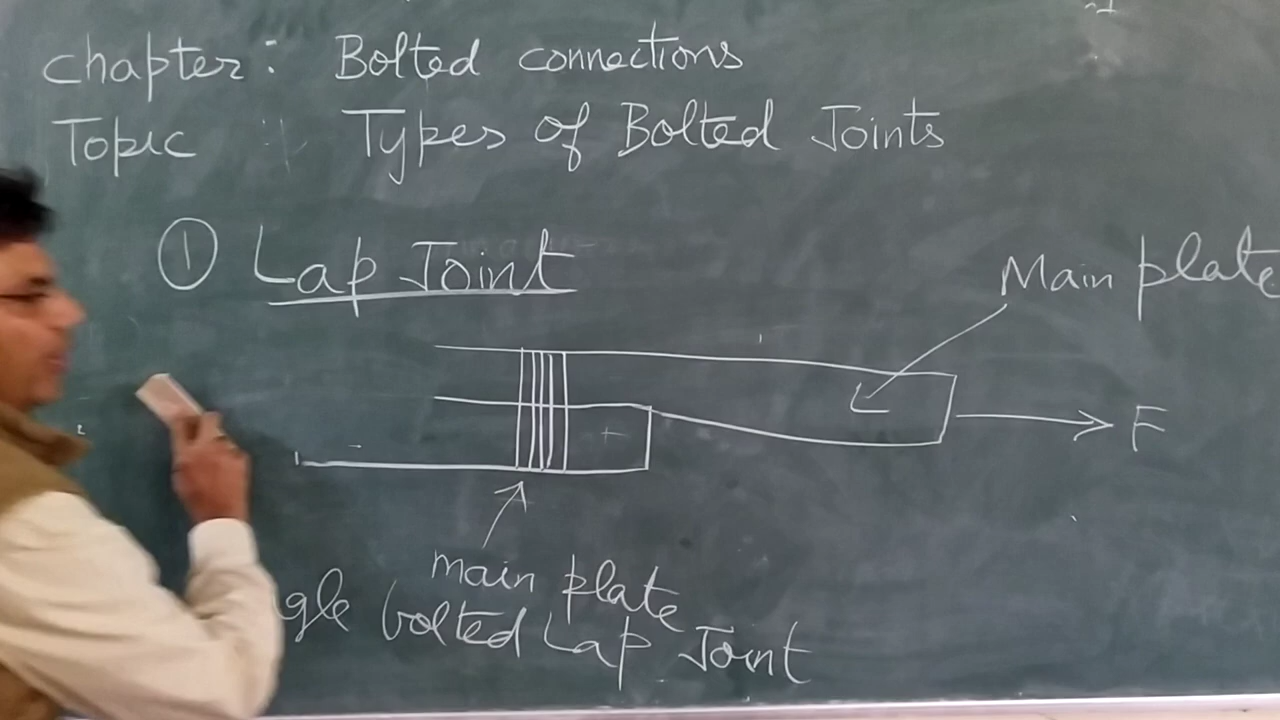 chapter: Bolted connections
Topic : Types of Bolted Joints
① Lap Joint
Main plate
F
main plate
gle bolted Lap Joint